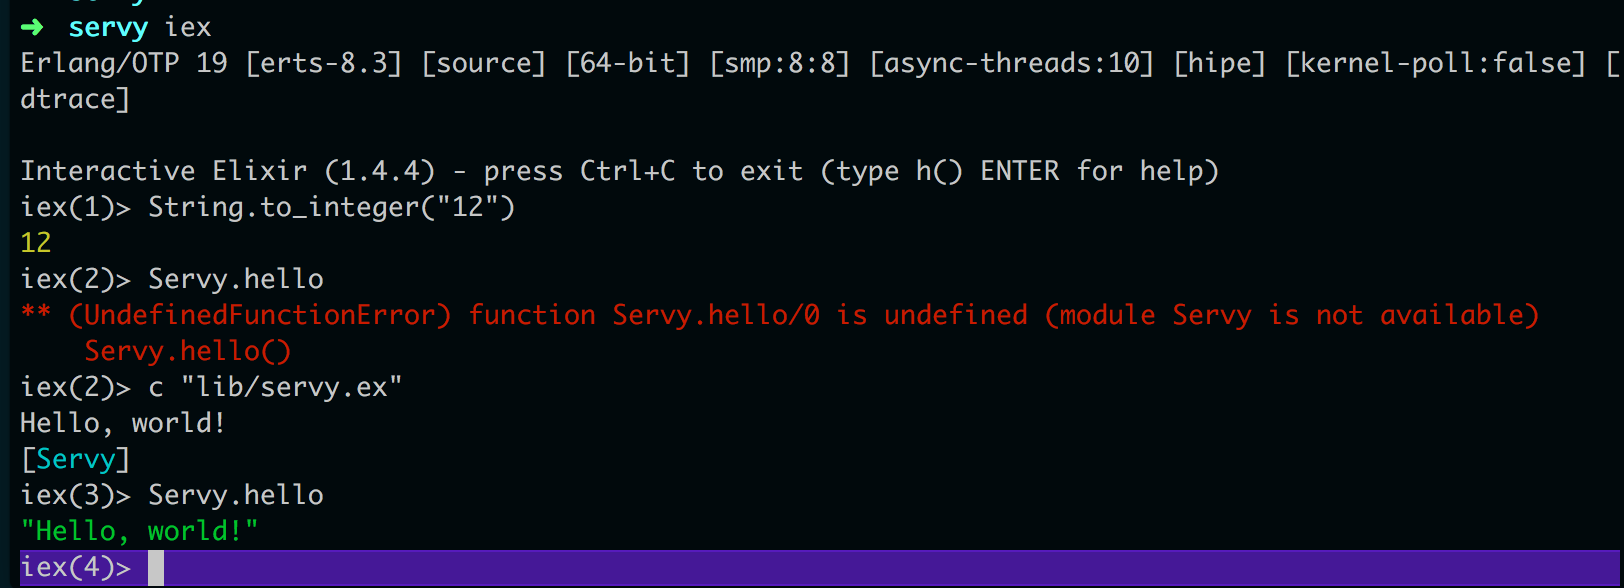 ➜ servy iex
Erlang/OTP 19 [erts-8.3] [source] [64-bit] [smp:8:8] [async-threads:10] [hipe] [kernel-poll:false] [
dtrace]
Interactive Elixir (1.4.4) - press Ctrl+C to exit (type h() ENTER for help)
iex(1)> String.to_integer("12")
12
iex(2)> Servy.hello
** (UndefinedFunctionError) function Servy.hello/0 is undefined (module Servy is not available)
    Servy.hello()
iex(2)> c "lib/servy.ex"
Hello, world!
[Servy]
iex(3)> Servy.hello
"Hello, world!"
iex(4)>